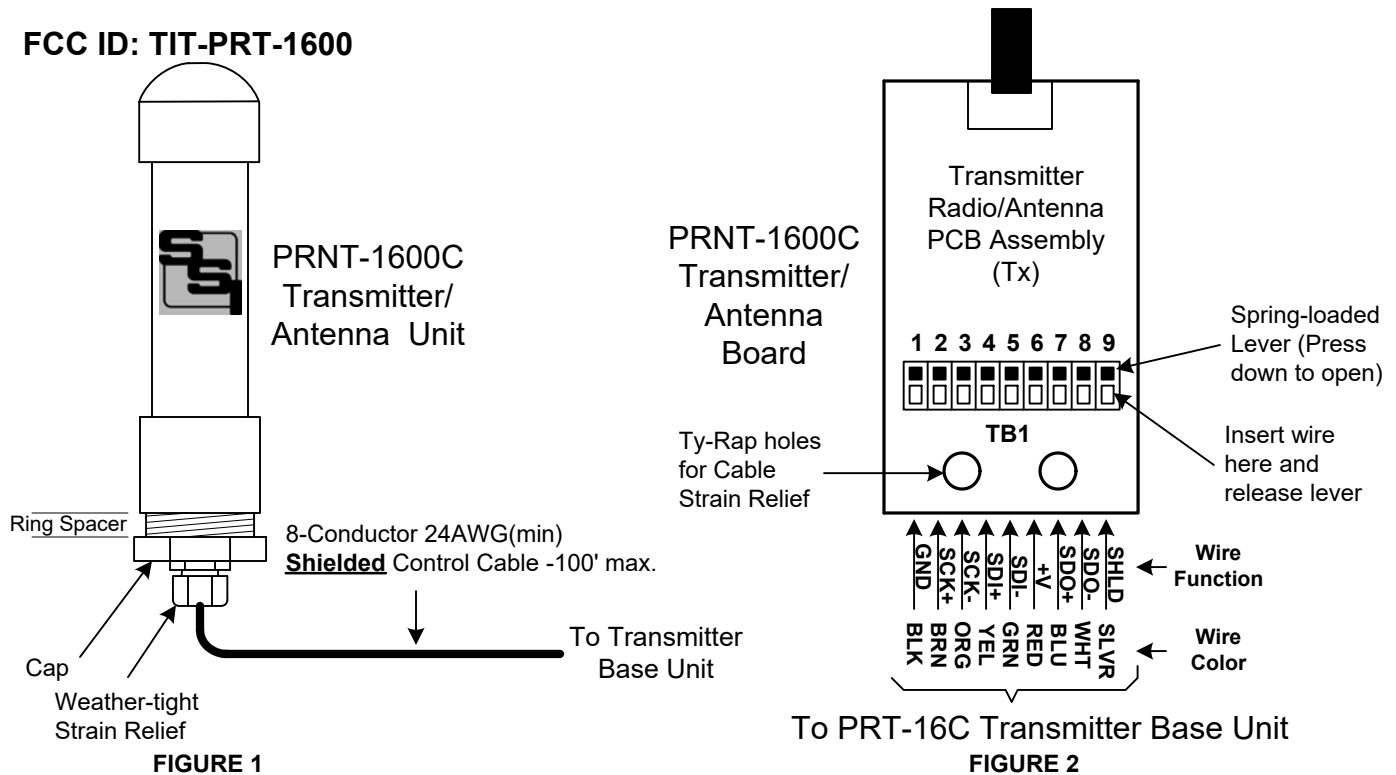 FCC ID: TIT-PRT-1600
SSI
PRNT-1600C
Transmitter/
Antenna Unit
Ring Spacer
8-Conductor 24AWG(min)
Shielded Control Cable -100' max.
To Transmitter
Base Unit
Cap
Weather-tight
Strain Relief
FIGURE 1
Transmitter
Radio/Antenna
PCB Assembly
(Tx)
PRNT-1600C
Transmitter/
Antenna
Board
1 2 3 4 5 6 7 8 9
Spring-loaded
Lever (Press
down to open)
TB1
Ty-Rap holes
for Cable
Strain Relief
Insert wire
here and
release lever
GND
SCK+
SCK-
SDI+
SDI-
+V
SDO+
SDO-
SHLD
Wire
Function
BLK
BRN
ORG
YEL
GRN
RED
BLU
WHT
SLVR
Wire
Color
To PRT-16C Transmitter Base Unit
FIGURE 2